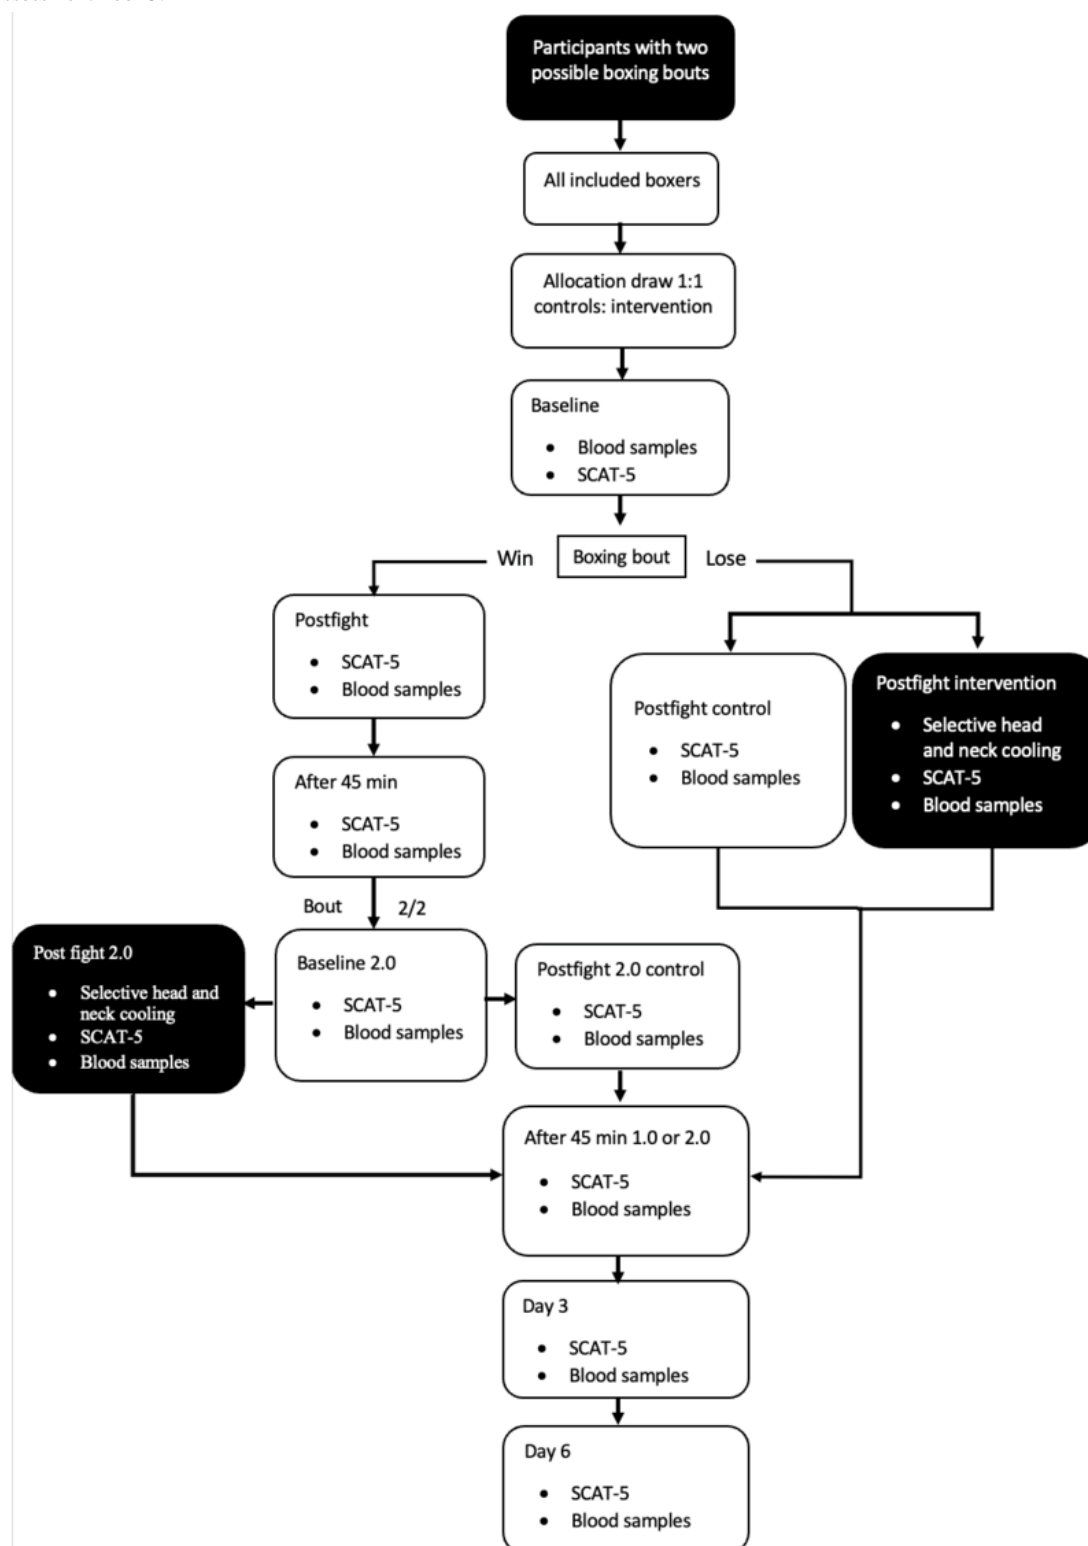 Participants with two
possible boxing bouts
All included boxers
Allocation draw 1:1
controls: intervention
Baseline
• Blood samples
• SCAT-5
Win
Boxing bout
Lose
Postfight
• SCAT-5
• Blood samples
Postfight control
• SCAT-5
• Blood samples
Postfight intervention
• Selective head
and neck cooling
• SCAT-5
• Blood samples
After 45 min
• SCAT-5
• Blood samples
Bout 2/2
Post fight 2.0
• Selective head and
neck cooling
• SCAT-5
• Blood samples
Baseline 2.0
• SCAT-5
• Blood samples
Postfight 2.0 control
• SCAT-5
• Blood samples
After 45 min 1.0 or 2.0
• SCAT-5
• Blood samples
Day 3
• SCAT-5
• Blood samples
Day 6
• SCAT-5
• Blood samples